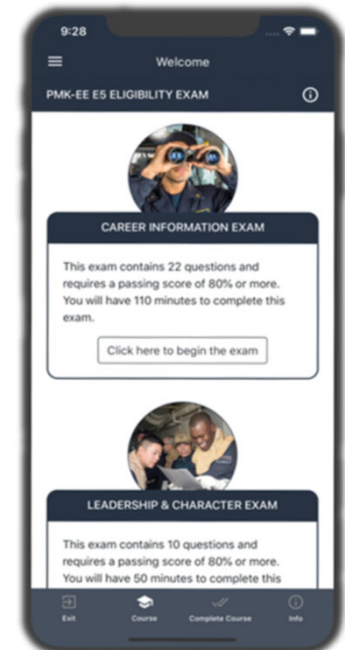 9:28
Welcome
PMK-EE E5 ELIGIBILITY EXAM
CAREER INFORMATION EXAM
This exam contains 22 questions and
requires a passing score of 80% or more.
You will have 110 minutes to complete this
exam.
Click here to begin the exam
LEADERSHIP & CHARACTER EXAM
This exam contains 10 questions and
requires a passing score of 80% or more.
You will have 50 minutes to complete this
Exit
Course
Complete Course
Info